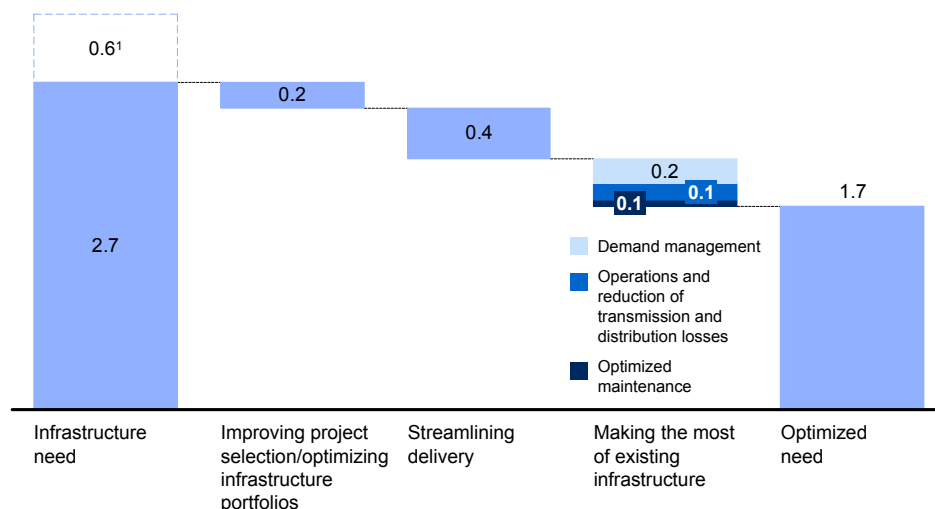 0.6¹
0.2
0.4
0.2
0.1
0.1
1.7
2.7
Demand management
Operations and
reduction of
transmission and
distribution losses
Optimized
maintenance
Infrastructure
need
Improving project
selection/optimizing
infrastructure
portfolios
Streamlining
delivery
Making the most
of existing
infrastructure
Optimized
need